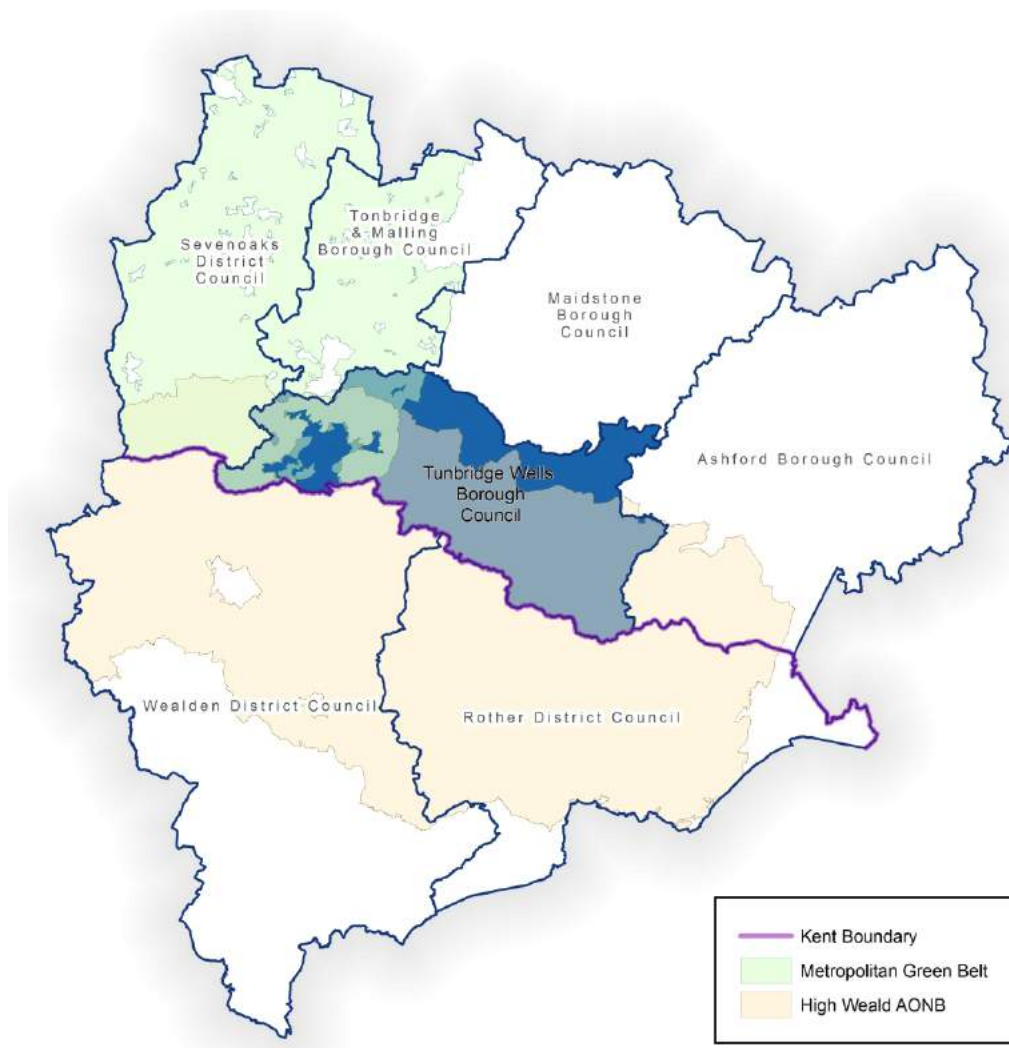 Sevenoaks
District
Council
Tonbridge
& Malling
Borough Council
Maidstone
Borough
Council
Ashford Borough Council
Tunbridge Wells
Borough
Council
Wealden District Council
Rother District Council
Kent Boundary
Metropolitan Green Belt
High Weald AONB